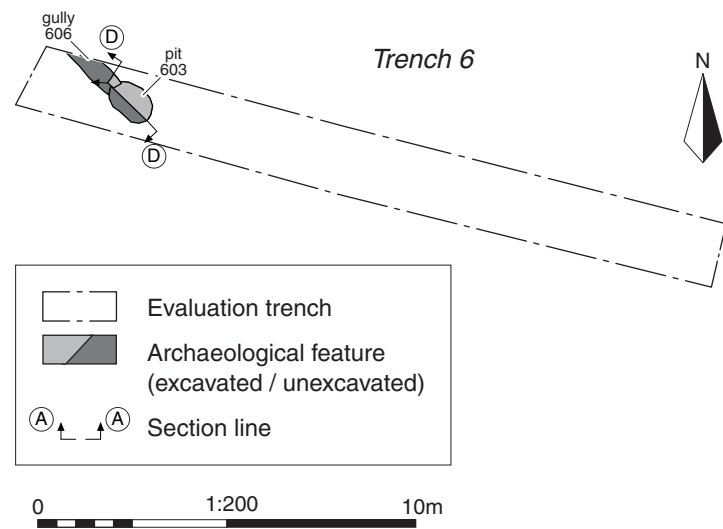 gully
606
D
pit
603
Trench 6
N
D
Evaluation trench
Archaeological feature
(excavated / unexcavated)
A A
Section line
0 1:200 10m